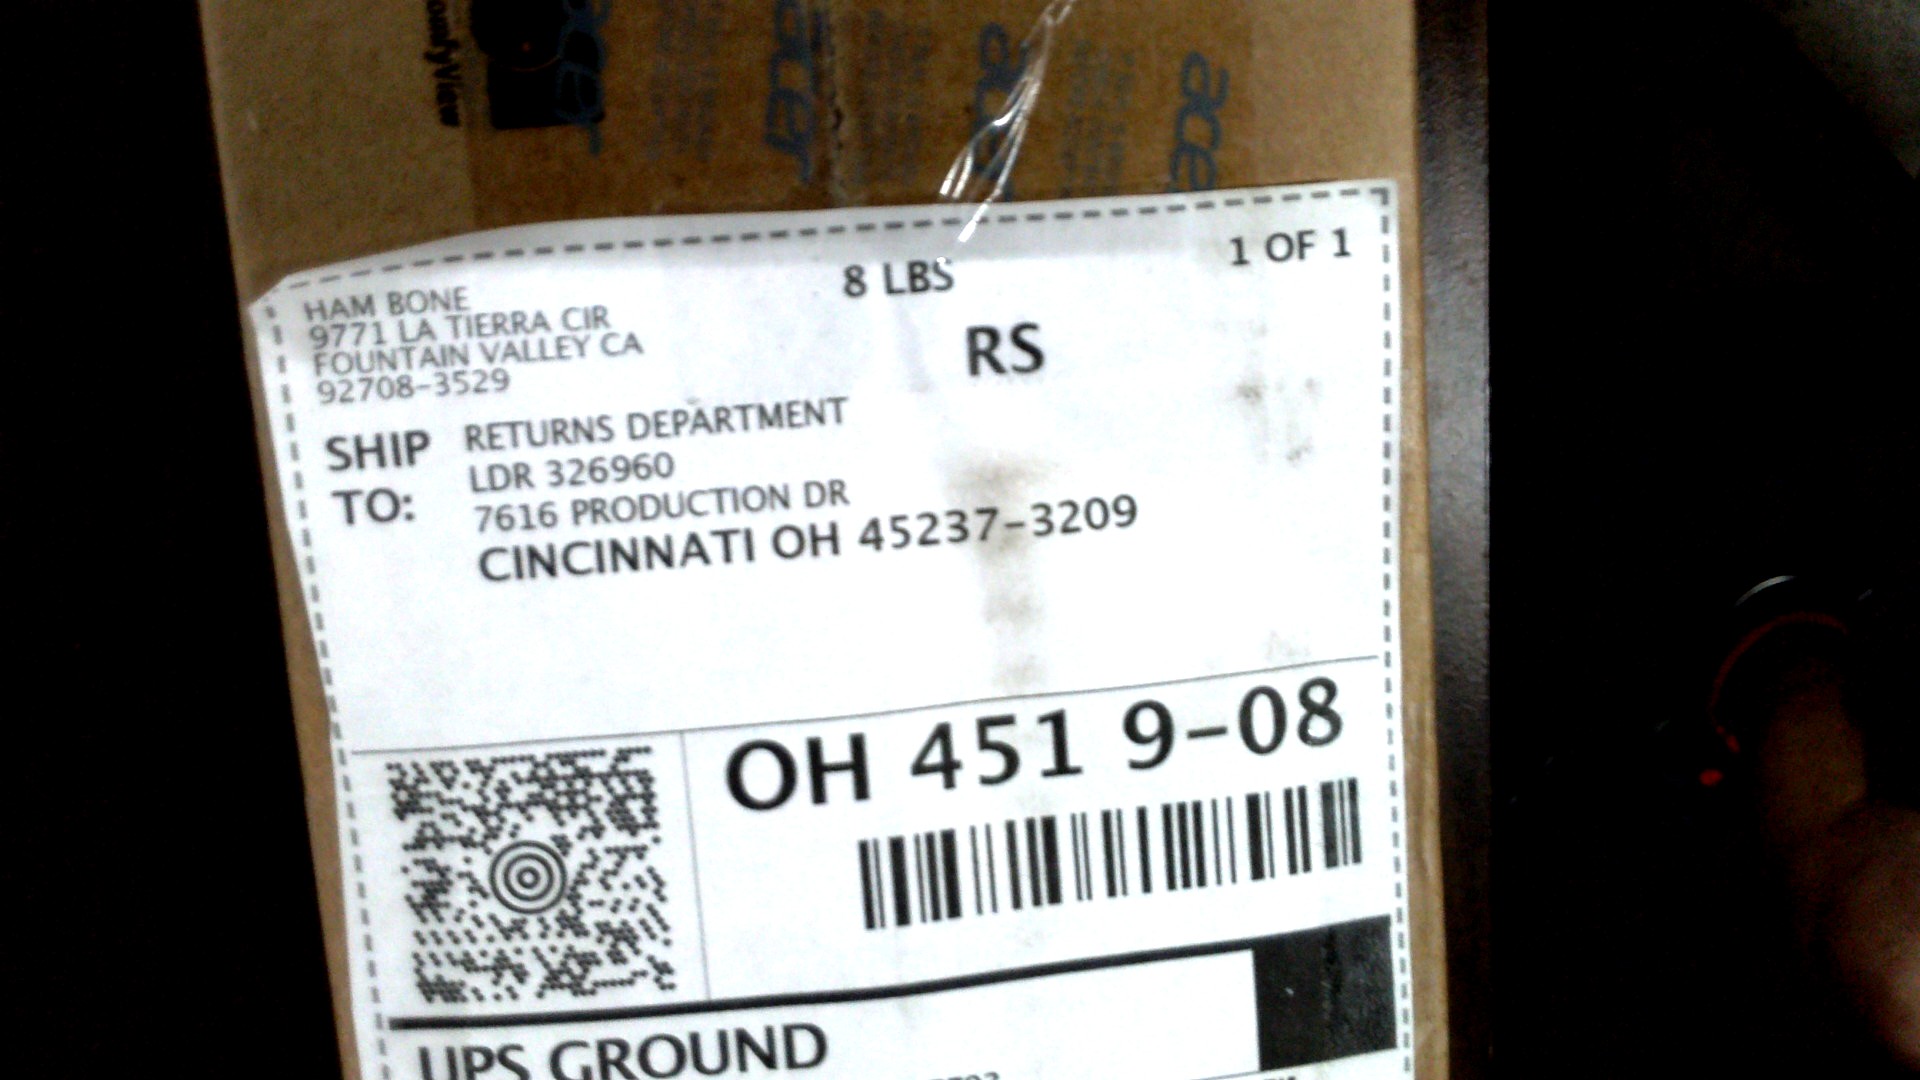 acer
acer
acer
acer
HAM BONE
9771 LA TIERRA CIR
FOUNTAIN VALLEY CA
92708-3529
8 LBS
1 OF 1
RS
SHIP TO:
RETURNS DEPARTMENT
LDR 326960
7616 PRODUCTION DR
CINCINNATI OH 45237-3209
OH 451 9-08
UPS GROUND